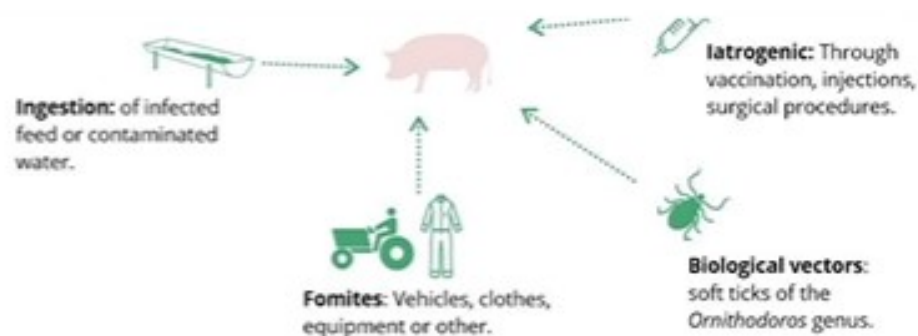 Ingestion: of infected
feed or contaminated
water.
Iatrogenic: Through
vaccination, injections,
surgical procedures.
Fomites: Vehicles, clothes,
equipment or other.
Biological vectors:
soft ticks of the
Ornithodoros genus.